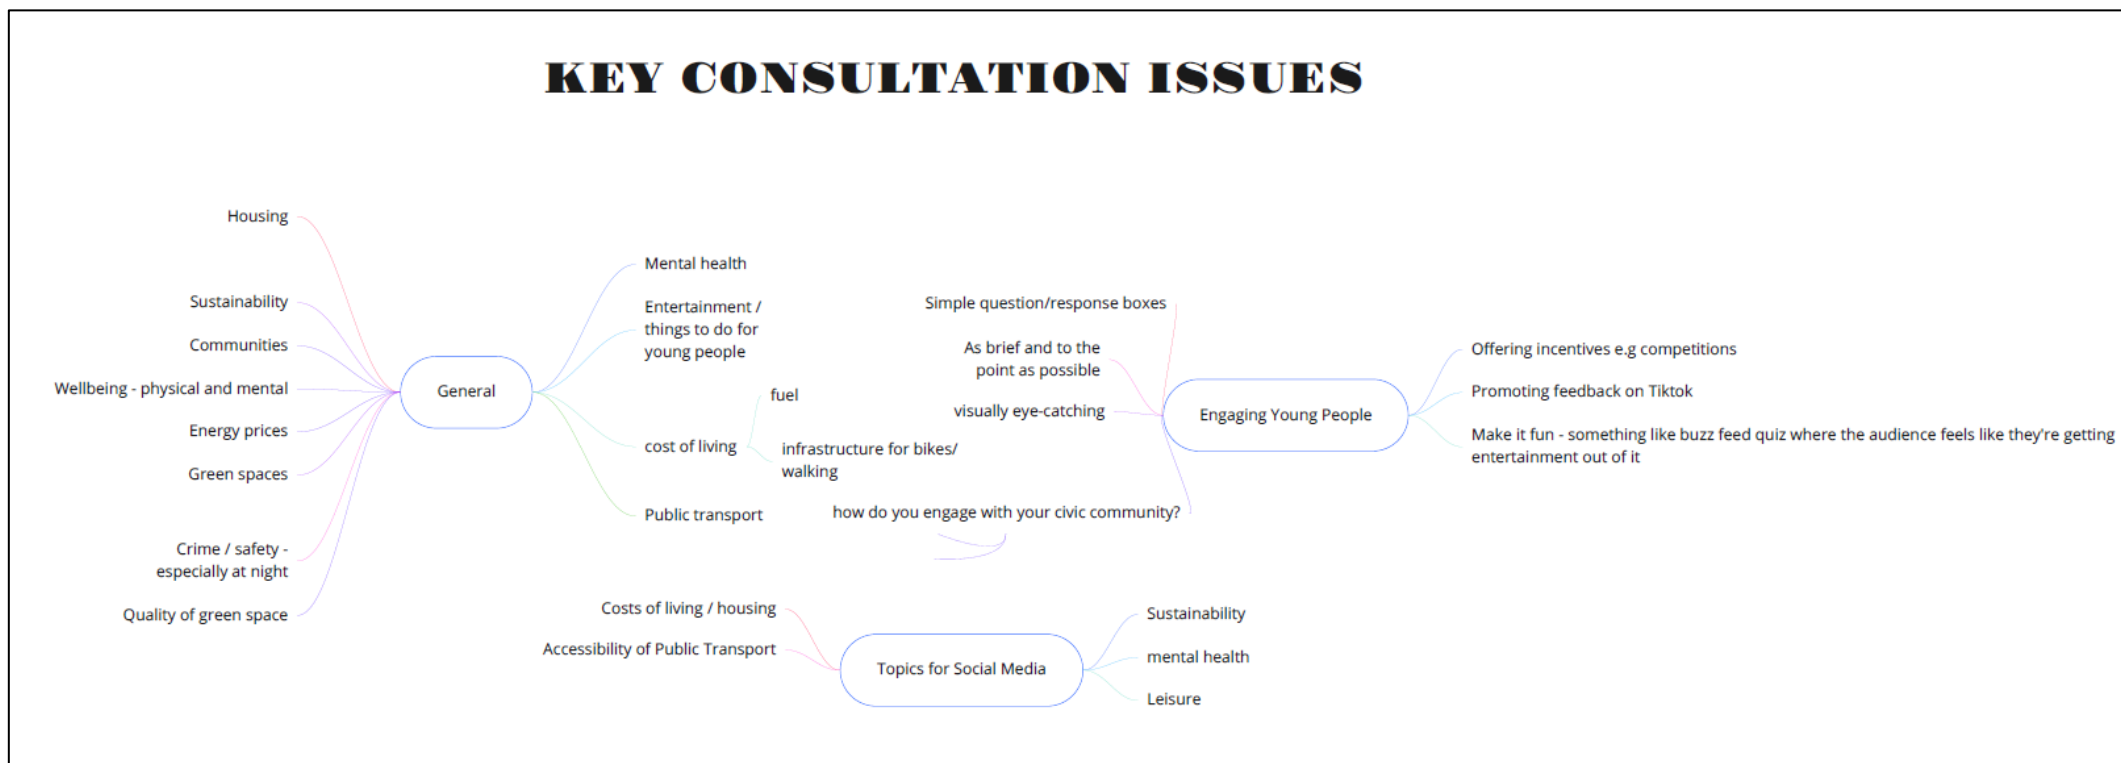 KEY CONSULTATION ISSUES
Housing
Sustainability
Communities
Wellbeing - physical and mental
Energy prices
Green spaces
Crime / safety -
especially at night
Quality of green space
General
Mental health
Entertainment /
things to do for
young people
cost of living
fuel
infrastructure for bikes/
walking
Public transport
Simple question/response boxes
As brief and to the
point as possible
visually eye-catching
how do you engage with your civic community?
Engaging Young People
Offering incentives e.g competitions
Promoting feedback on Tiktok
Make it fun - something like buzz feed quiz where the audience feels like they're getting
entertainment out of it
Costs of living / housing
Accessibility of Public Transport
Topics for Social Media
Sustainability
mental health
Leisure